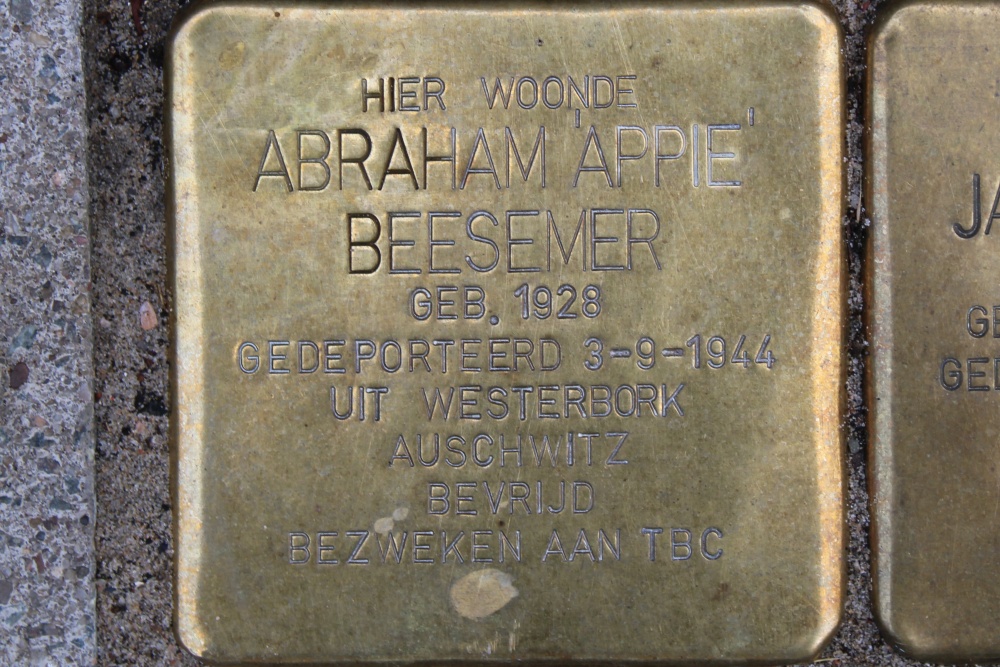 HIER WOONDE
ABRAHAM 'APPIE'
BEESEMER
GEB. 1928
GEDEPORTEERD 3-9-1944
UIT WESTERBORK
AUSCHWITZ
BEVRIJD
BEZWEKEN AAN TBC